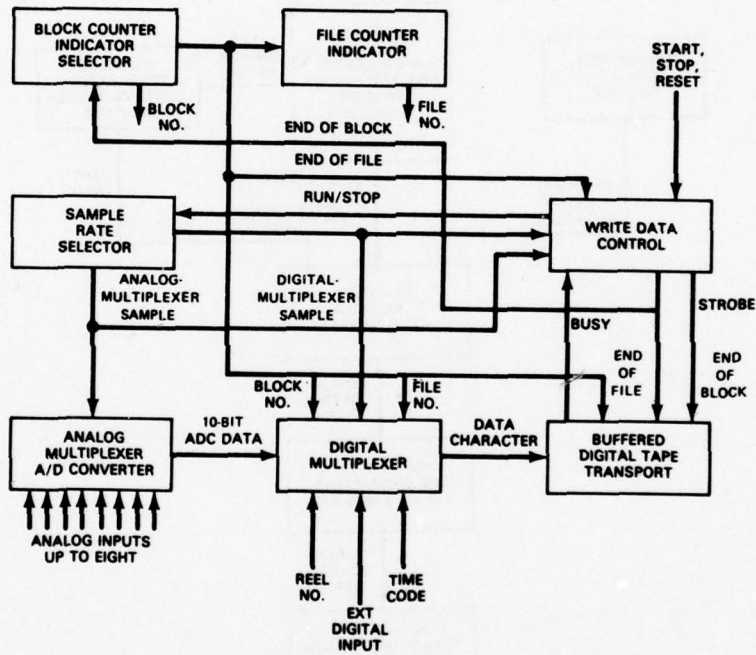 BLOCK COUNTER
INDICATOR
SELECTOR
FILE COUNTER
INDICATOR
START,
STOP,
RESET
BLOCK
NO.
FILE
NO.
END OF BLOCK
END OF FILE
RUN/STOP
SAMPLE
RATE
SELECTOR
WRITE DATA
CONTROL
ANALOG-
MULTIPLEXER
SAMPLE
DIGITAL-
MULTIPLEXER
SAMPLE
BUSY
STROBE
END
OF
FILE
END
OF
BLOCK
BLOCK
NO.
FILE
NO.
10-BIT
ADC DATA
DATA
CHARACTER
ANALOG
MULTIPLEXER
A/D CONVERTER
DIGITAL
MULTIPLEXER
BUFFERED
DIGITAL TAPE
TRANSPORT
ANALOG INPUTS
UP TO EIGHT
REEL
NO.
EXT
DIGITAL
INPUT
TIME
CODE